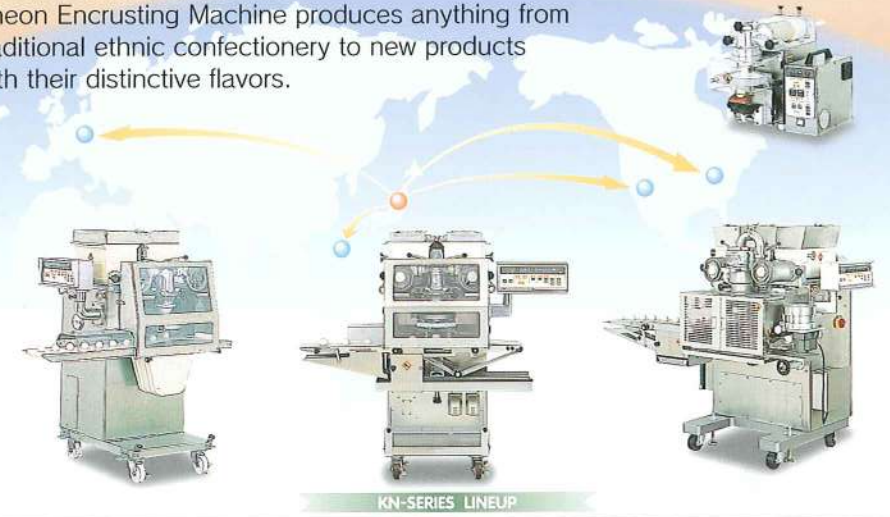 heon Encrusting Machine produces anything from
aditional ethnic confectionery to new products
th their distinctive flavors.
KN-SERIES LINEUP